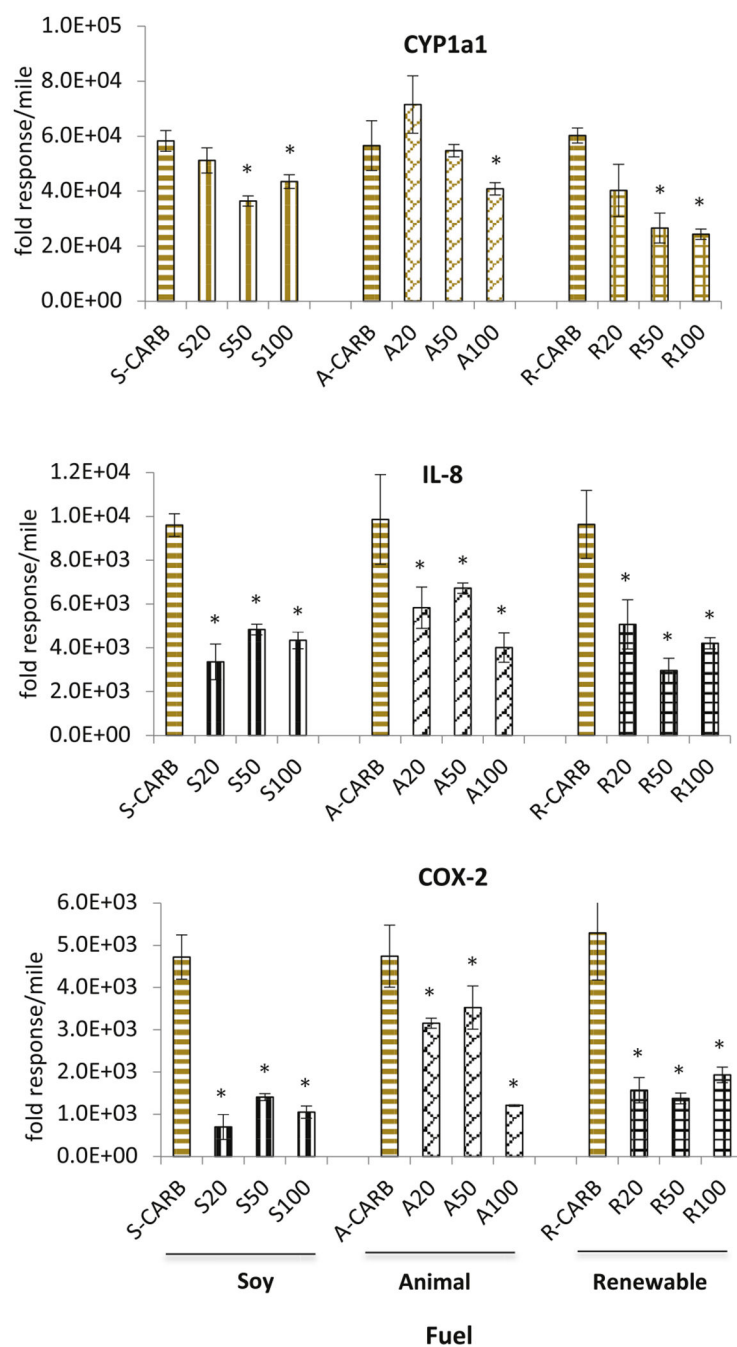 CYP1a1
fold response/mile
1.0E+05
8.0E+04
6.0E+04
4.0E+04
2.0E+04
0.0E+00
* * * * *
S-CARB S20 S50 S100 A-CARB A20 A50 A100 R-CARB R20 R50 R100
IL-8
fold response/mile
1.2E+04
1.0E+04
8.0E+03
6.0E+03
4.0E+03
2.0E+03
0.0E+00
* * * * * * * * *
S-CARB S20 S50 S100 A-CARB A20 A50 A100 R-CARB R20 R50 R100
COX-2
fold response/mile
6.0E+03
5.0E+03
4.0E+03
3.0E+03
2.0E+03
1.0E+03
0.0E+00
* * * * * * * * *
S-CARB S20 S50 S100 A-CARB A20 A50 A100 R-CARB R20 R50 R100
Soy Animal Renewable
Fuel